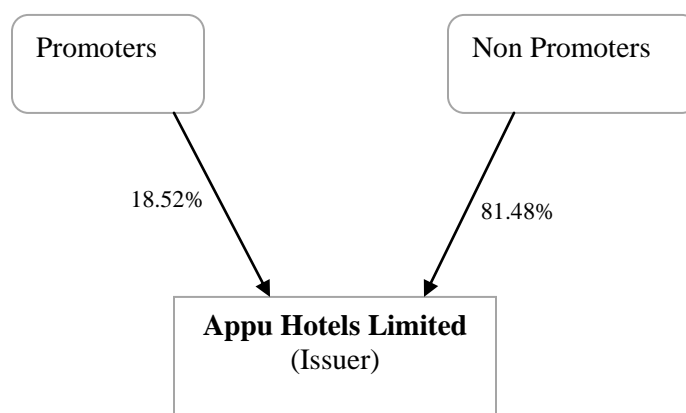 Promoters
Non Promoters
18.52%
81.48%
Appu Hotels Limited
(Issuer)